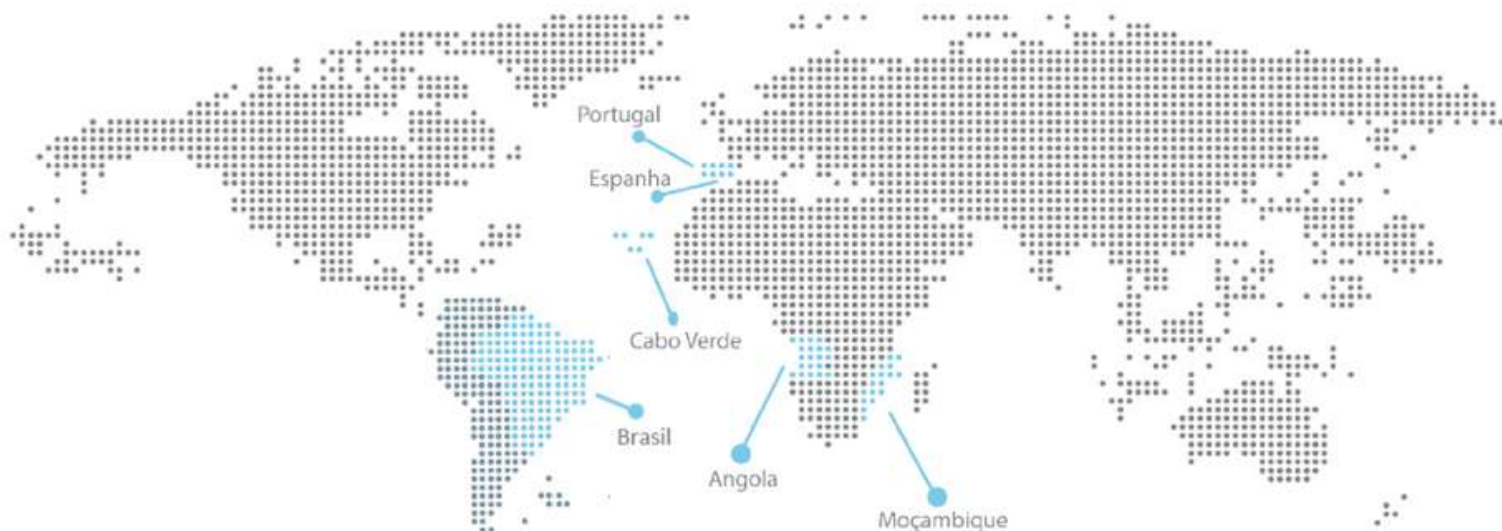 Portugal
Espanha
Cabo Verde
Brasil
Angola
Moçambique